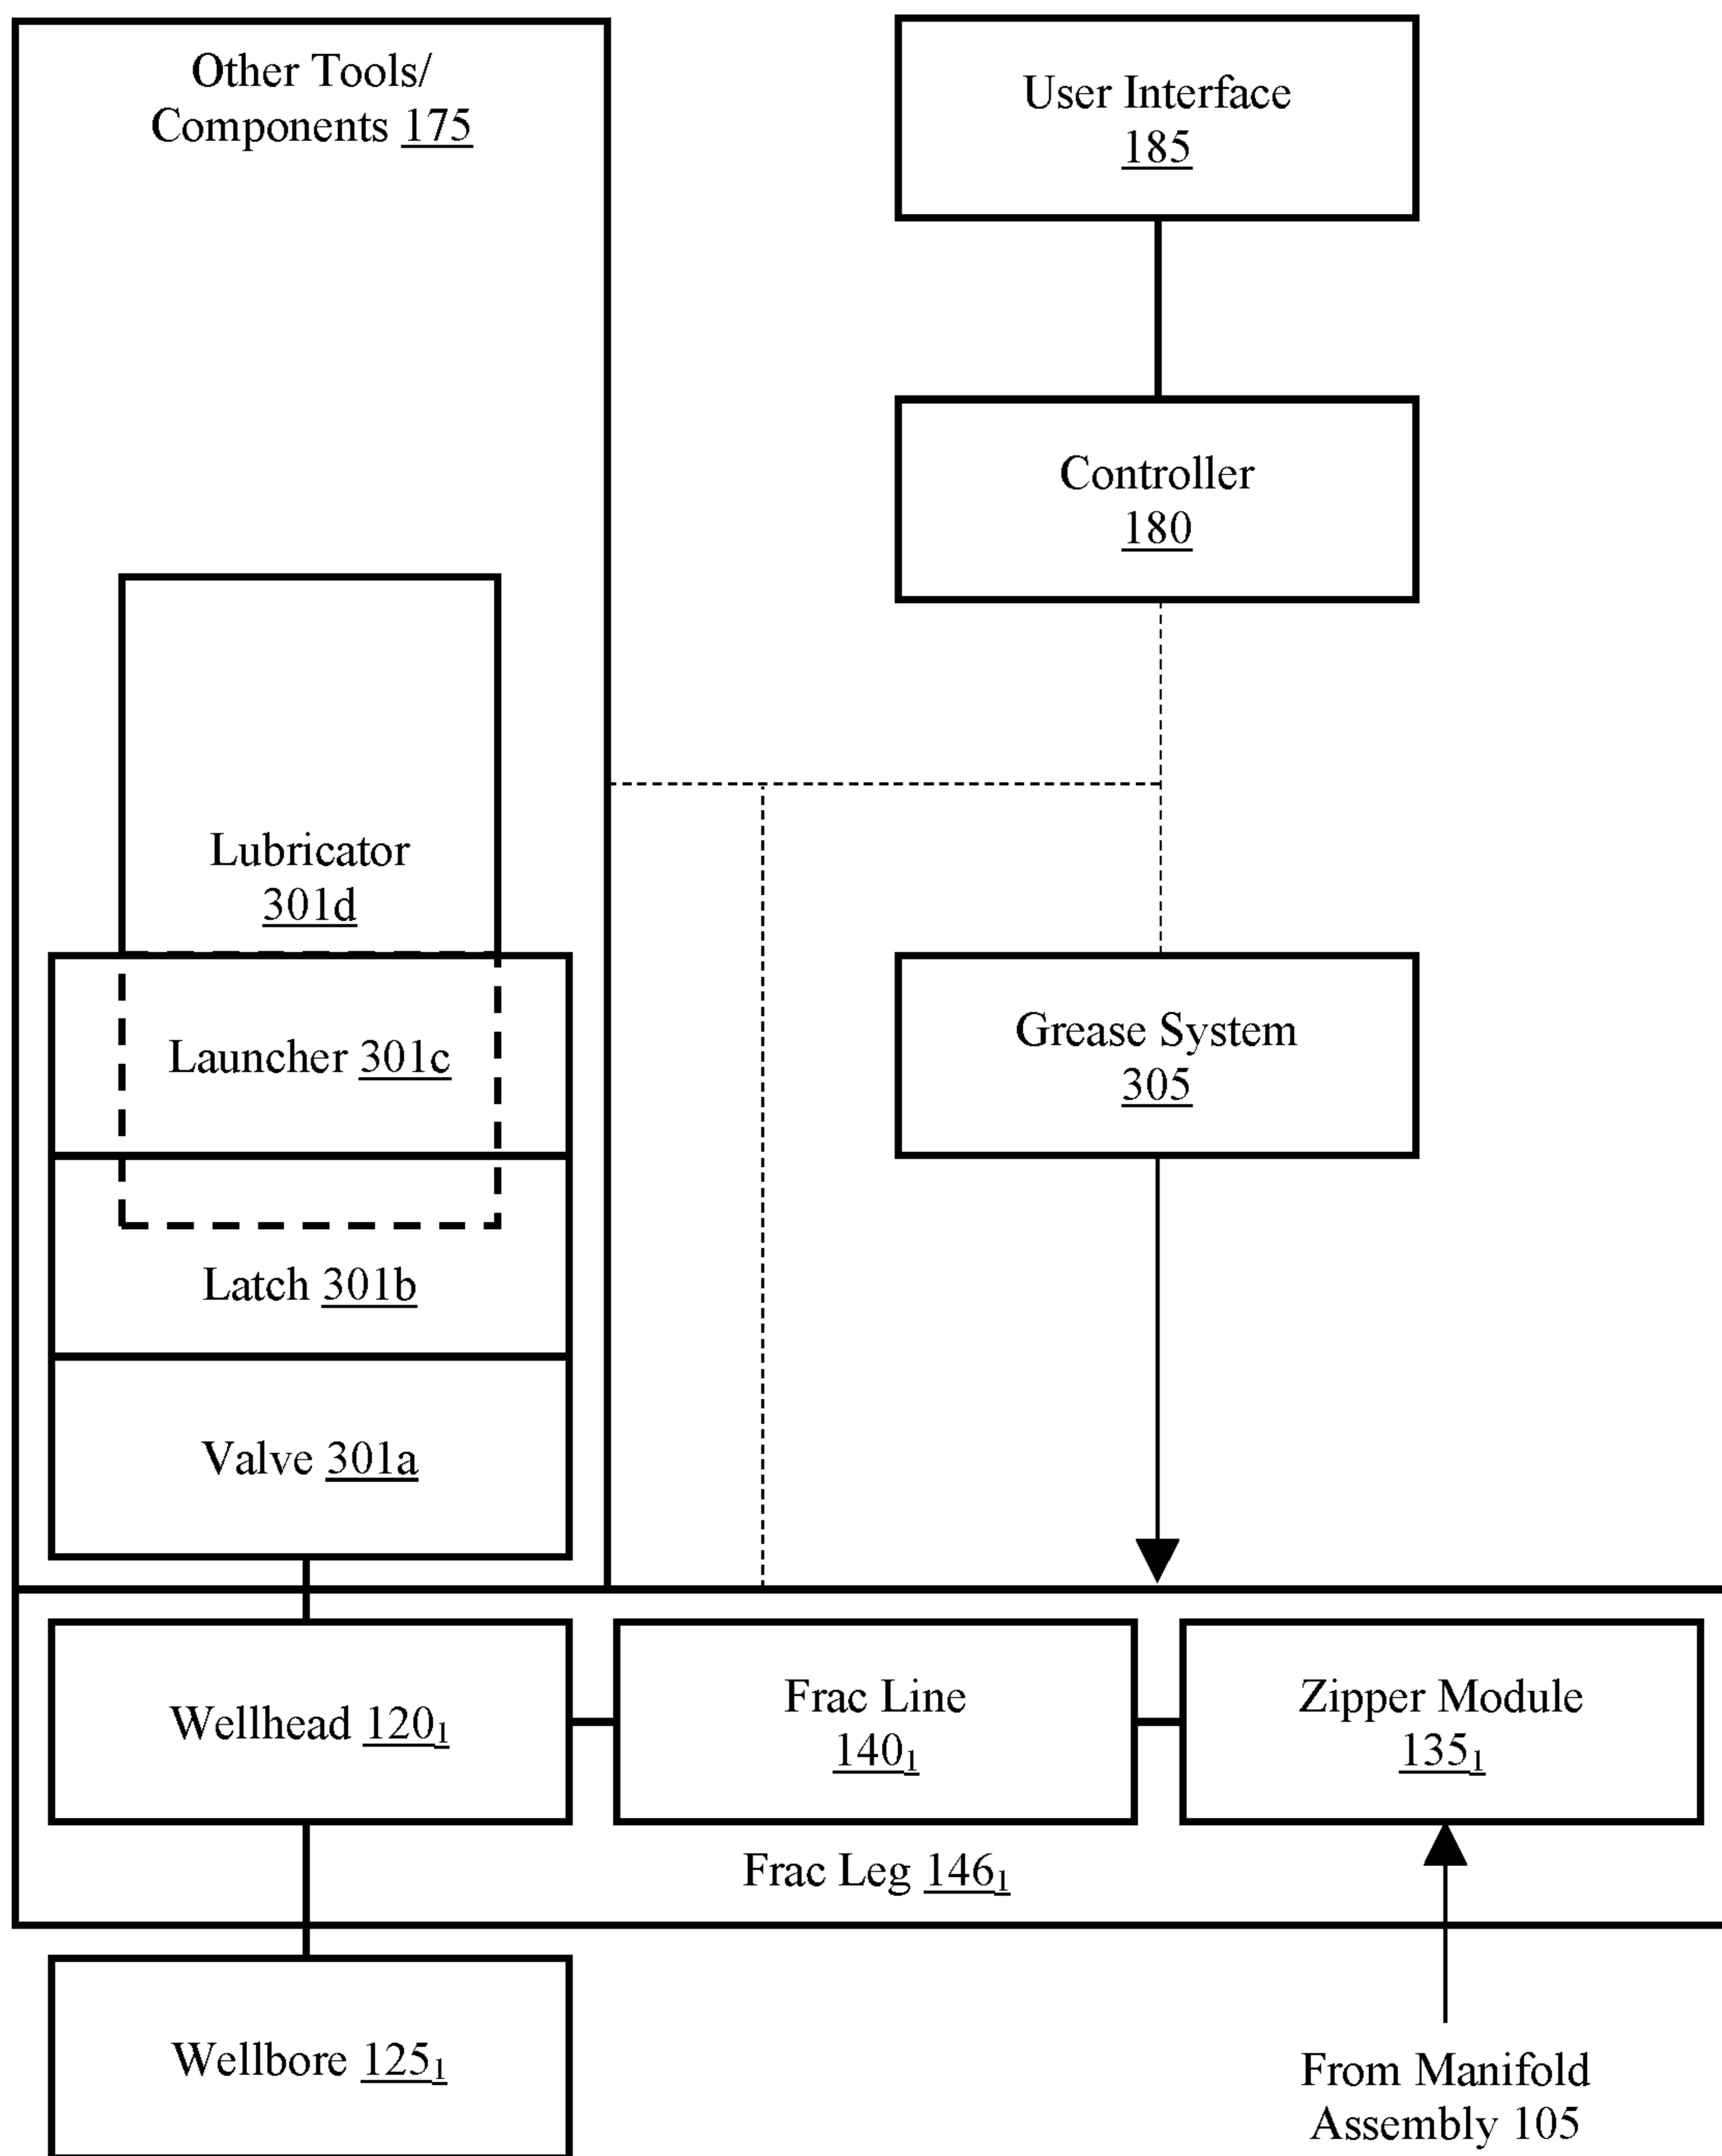 Other Tools/
Components 175
User Interface
185
Controller
180
Lubricator
301d
Launcher 301c
Grease System
305
Latch 301b
Valve 301a
Wellhead 120₁
Frac Line
140₁
Zipper Module
135₁
Frac Leg 146₁
Wellbore 125₁
From Manifold
Assembly 105